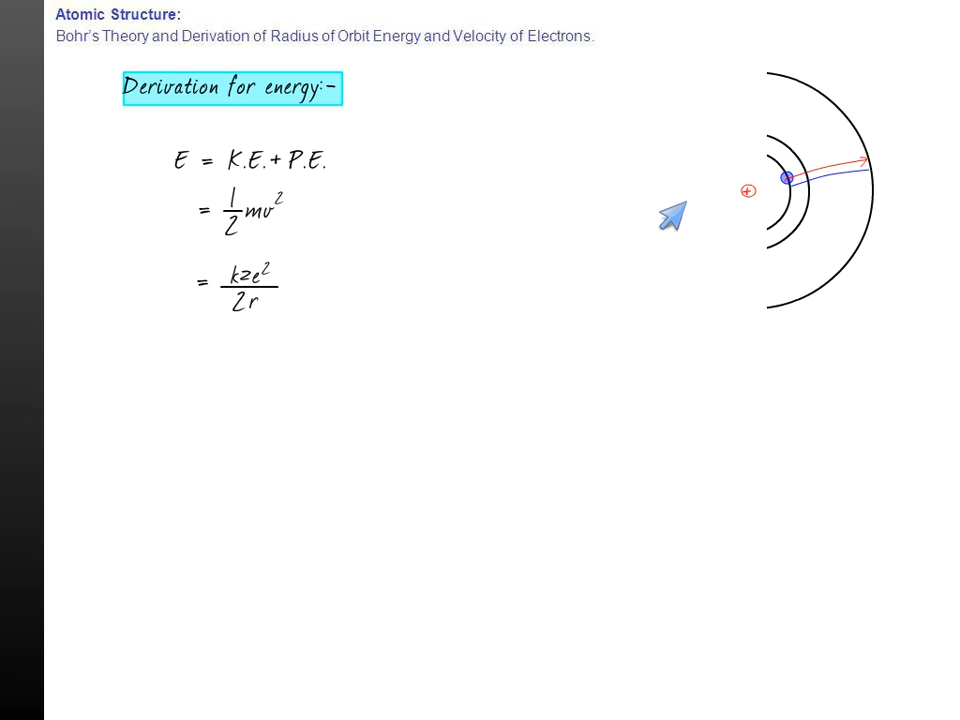 Atomic Structure:
Bohr's Theory and Derivation of Radius of Orbit Energy and Velocity of Electrons.
Derivation for energy:-
E = K.E. + P.E.
= 1/2 mv²
= kze²/2r
+